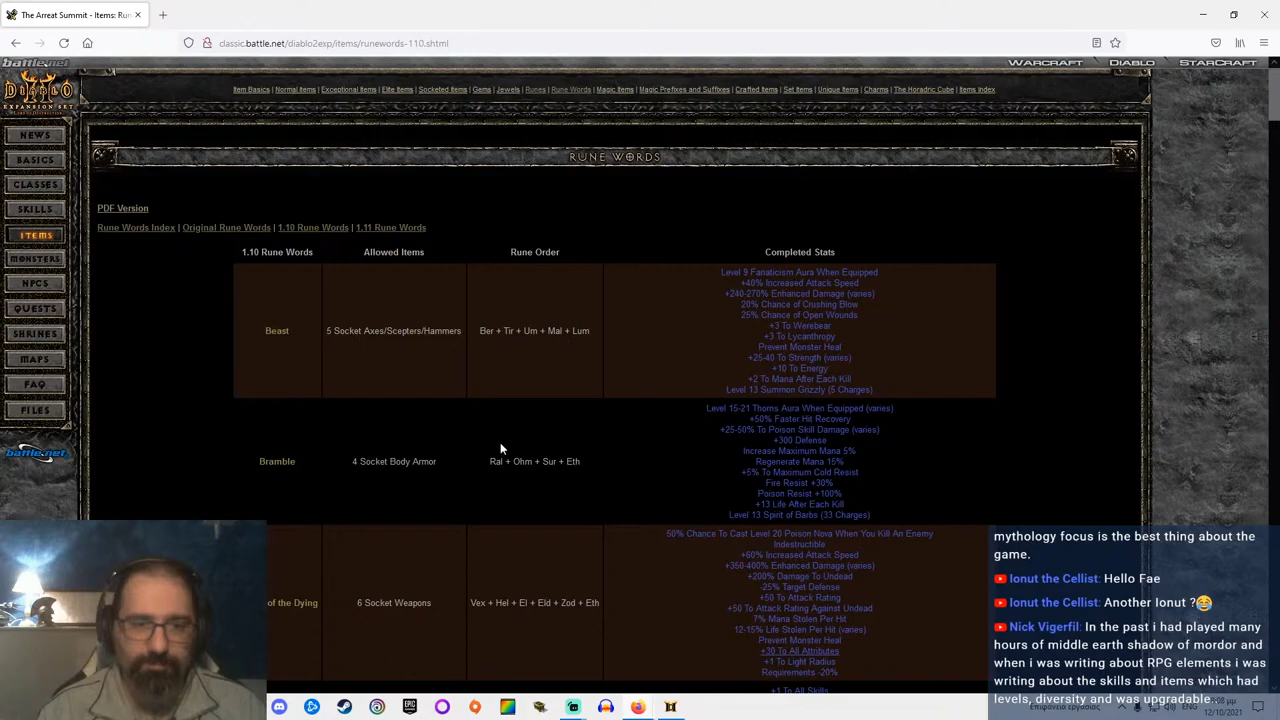 The Arreat Summit - Items: Run
classic.battle.net/diablo2exp/items/runewords-110.shtml
battle.net
WARCRAFT DIABLO STARCRAFT
DIABLO II
EXPANSION SET
Item Basics | Normal Items | Exceptional Items | Elite Items | Socketed Items | Gems | Jewels | Runes | Rune Words | Magic Items | Magic Prefixes and Suffixes | Crafted Items | Set Items | Unique Items | Charms | The Horadric Cube | Items Index
NEWS
BASICS
CLASSES
SKILLS
ITEMS
MONSTERS
NPCS
QUESTS
SHRINES
MAPS
FAQ
FILES
battle.net
RUNE WORDS
PDF Version
Rune Words Index | Original Rune Words | 1.10 Rune Words | 1.11 Rune Words
1.10 Rune Words Allowed Items Rune Order Completed Stats
Beast 5 Socket Axes/Scepters/Hammers Ber + Tir + Um + Mal + Lum
Level 9 Fanaticism Aura When Equipped
+40% Increased Attack Speed
+240-270% Enhanced Damage (varies)
20% Chance of Crushing Blow
25% Chance of Open Wounds
+3 To Werebear
+3 To Lycanthropy
Prevent Monster Heal
+25-40 To Strength (varies)
+10 To Energy
+2 To Mana After Each Kill
Level 13 Summon Grizzly (5 Charges)
Bramble 4 Socket Body Armor Ral + Ohm + Sur + Eth
Level 15-21 Thorns Aura When Equipped (varies)
+50% Faster Hit Recovery
+25-50% To Poison Skill Damage (varies)
+300 Defense
Increase Maximum Mana 5%
Regenerate Mana 15%
+5% To Maximum Cold Resist
Fire Resist +30%
Poison Resist +100%
+13 Life After Each Kill
Level 13 Spirit of Barbs (33 Charges)
of the Dying 6 Socket Weapons Vex + Hel + El + Eld + Zod + Eth
50% Chance To Cast Level 20 Poison Nova When You Kill An Enemy
Indestructible
+60% Increased Attack Speed
+350-400% Enhanced Damage (varies)
+200% Damage To Undead
-25% Target Defense
+50 To Attack Rating
+50 To Attack Rating Against Undead
7% Mana Stolen Per Hit
12-15% Life Stolen Per Hit (varies)
Prevent Monster Heal
+30 To All Attributes
+1 To Light Radius
Requirements -20%
+1 To All Skills
mythology focus is the best thing about the
game.
Ionut the Cellist: Hello Fae
Ionut the Cellist: Another Ionut ?😂
Nick Vigerfil: In the past i had played many
hours of middle earth shadow of mordor and
when i was writing about RPG elements i was
writing about the skills and items which had
levels, diversity and was upgradable.
Επιφάνεια εργασίας
12/10/2021